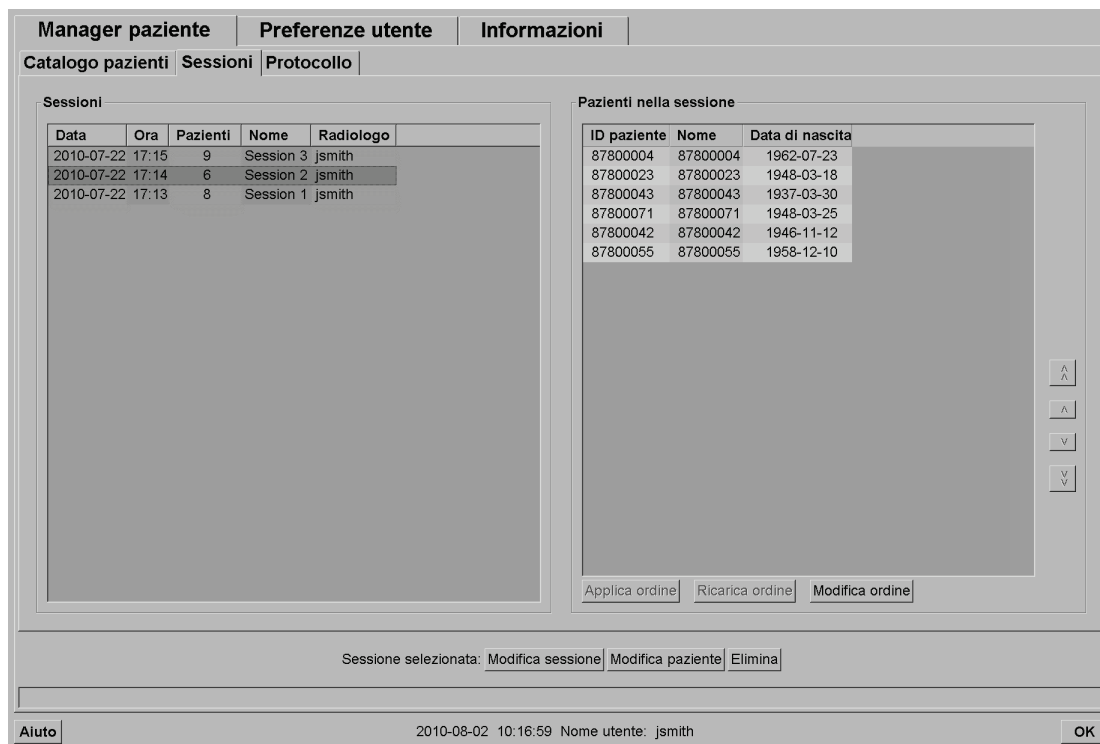 Manager paziente Preferenze utente Informazioni
Catalogo pazienti Sessioni Protocollo
Sessioni
Data Ora Pazienti Nome Radiologo
2010-07-22 17:15 9 Session 3 jsmith
2010-07-22 17:14 6 Session 2 jsmith
2010-07-22 17:13 8 Session 1 jsmith
Pazienti nella sessione
ID paziente Nome Data di nascita
87800004 87800004 1962-07-23
87800023 87800023 1948-03-18
87800043 87800043 1937-03-30
87800071 87800071 1948-03-25
87800042 87800042 1946-11-12
87800055 87800055 1958-12-10
Applica ordine Ricarica ordine Modifica ordine
Sessione selezionata: Modifica sessione Modifica paziente Elimina
Aiuto 2010-08-02 10:16:59 Nome utente: jsmith OK